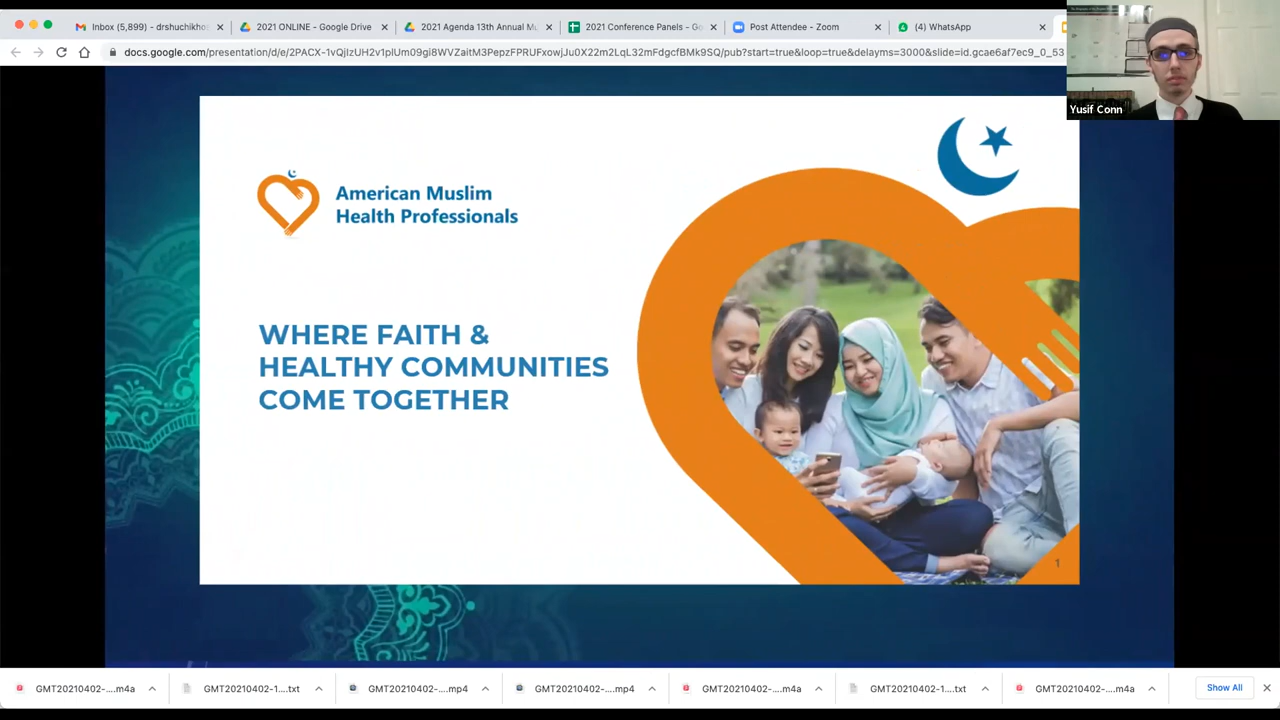 Inbox (5,899) - drshuchikho
2021 ONLINE - Google Drive
2021 Agenda 13th Annual Mu
2021 Conference Panels - Go
Post Attendee - Zoom
(4) WhatsApp
docs.google.com/presentation/d/e/2PACX-1vQjIzUH2v1plUm09gi8WVZaitM3PepzFPRUFxowjJu0X22m2LqL32mFdgcfBMk9SQ/pub?start=true&loop=true&delayms=3000&slide=id.gcae6af7ec9_0_53
Yusif Conn
American Muslim
Health Professionals
WHERE FAITH &
HEALTHY COMMUNITIES
COME TOGETHER
1
GMT20210402-....m4a
GMT20210402-1....txt
GMT20210402-....mp4
GMT20210402-....mp4
GMT20210402-....m4a
GMT20210402-1....txt
GMT20210402-....m4a
Show All